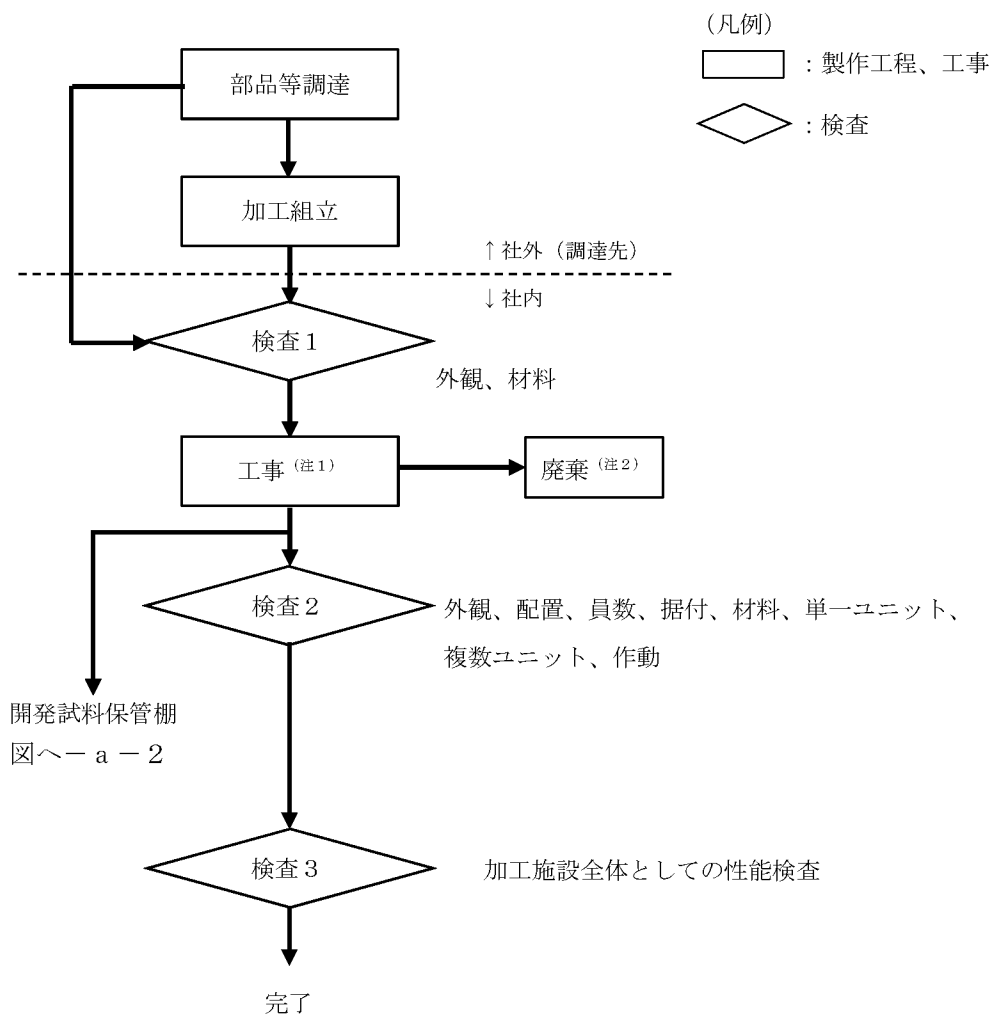 (凡例)
：製作工程、工事
：検査
部品等調達
加工組立
↑社外（調達先）
↓社内
検査１
外観、材料
工事（注１）
廃棄（注２）
検査２
外観、配置、員数、据付、材料、単一ユニット、
複数ユニット、作動
開発試料保管棚
図へ－ａ－２
検査３
加工施設全体としての性能検査
完了